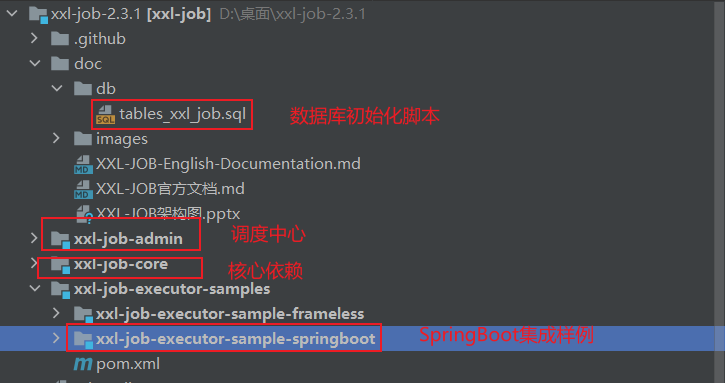 xxl-job-2.3.1 [xxl-job] D:\桌面\xxl-job-2.3.1
.github
doc
db
tables_xxl_job.sql 数据库初始化脚本
images
XXL-JOB-English-Documentation.md
XXL-JOB官方文档.md
XXL-JOB架构图.pptx
xxl-job-admin 调度中心
xxl-job-core 核心依赖
xxl-job-executor-samples
xxl-job-executor-sample-frameless
xxl-job-executor-sample-springboot SpringBoot集成样例
pom.xml